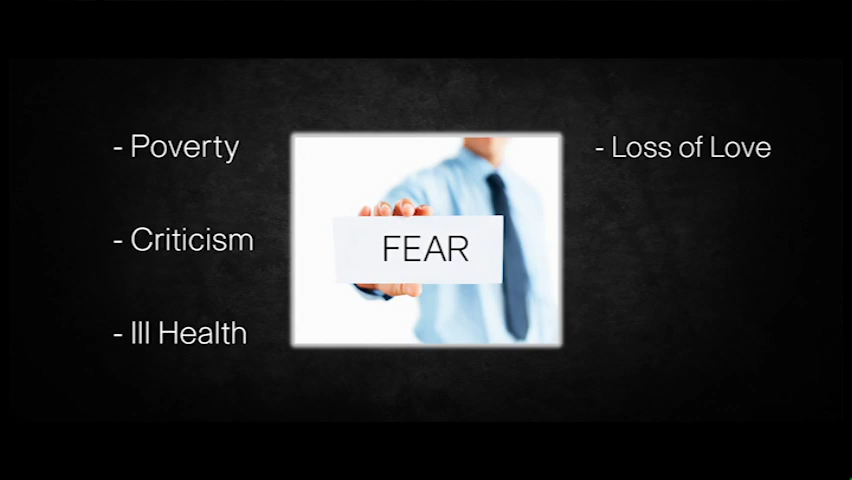 - Poverty
- Criticism
- Ill Health
FEAR
- Loss of Love